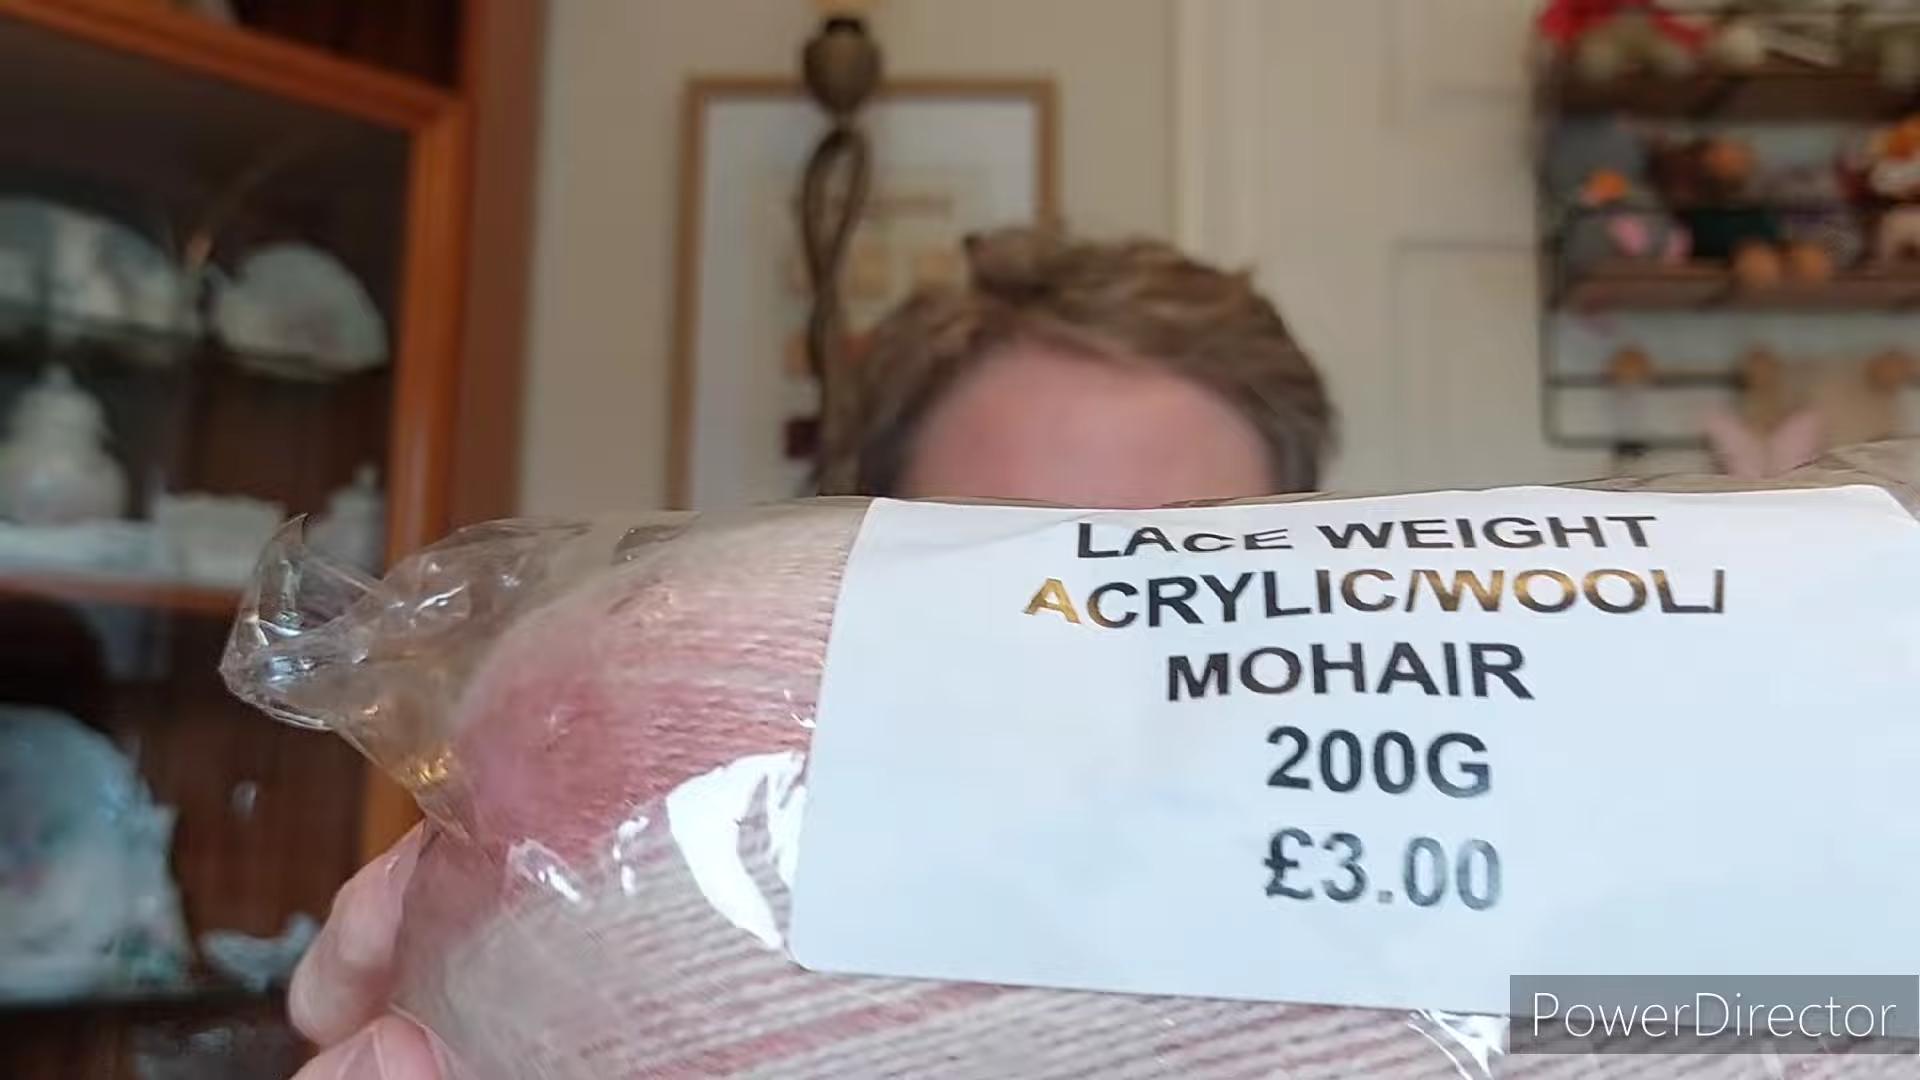 LACE WEIGHT
ACRYLIC/WOOL/
MOHAIR
200G
£3.00
PowerDirector